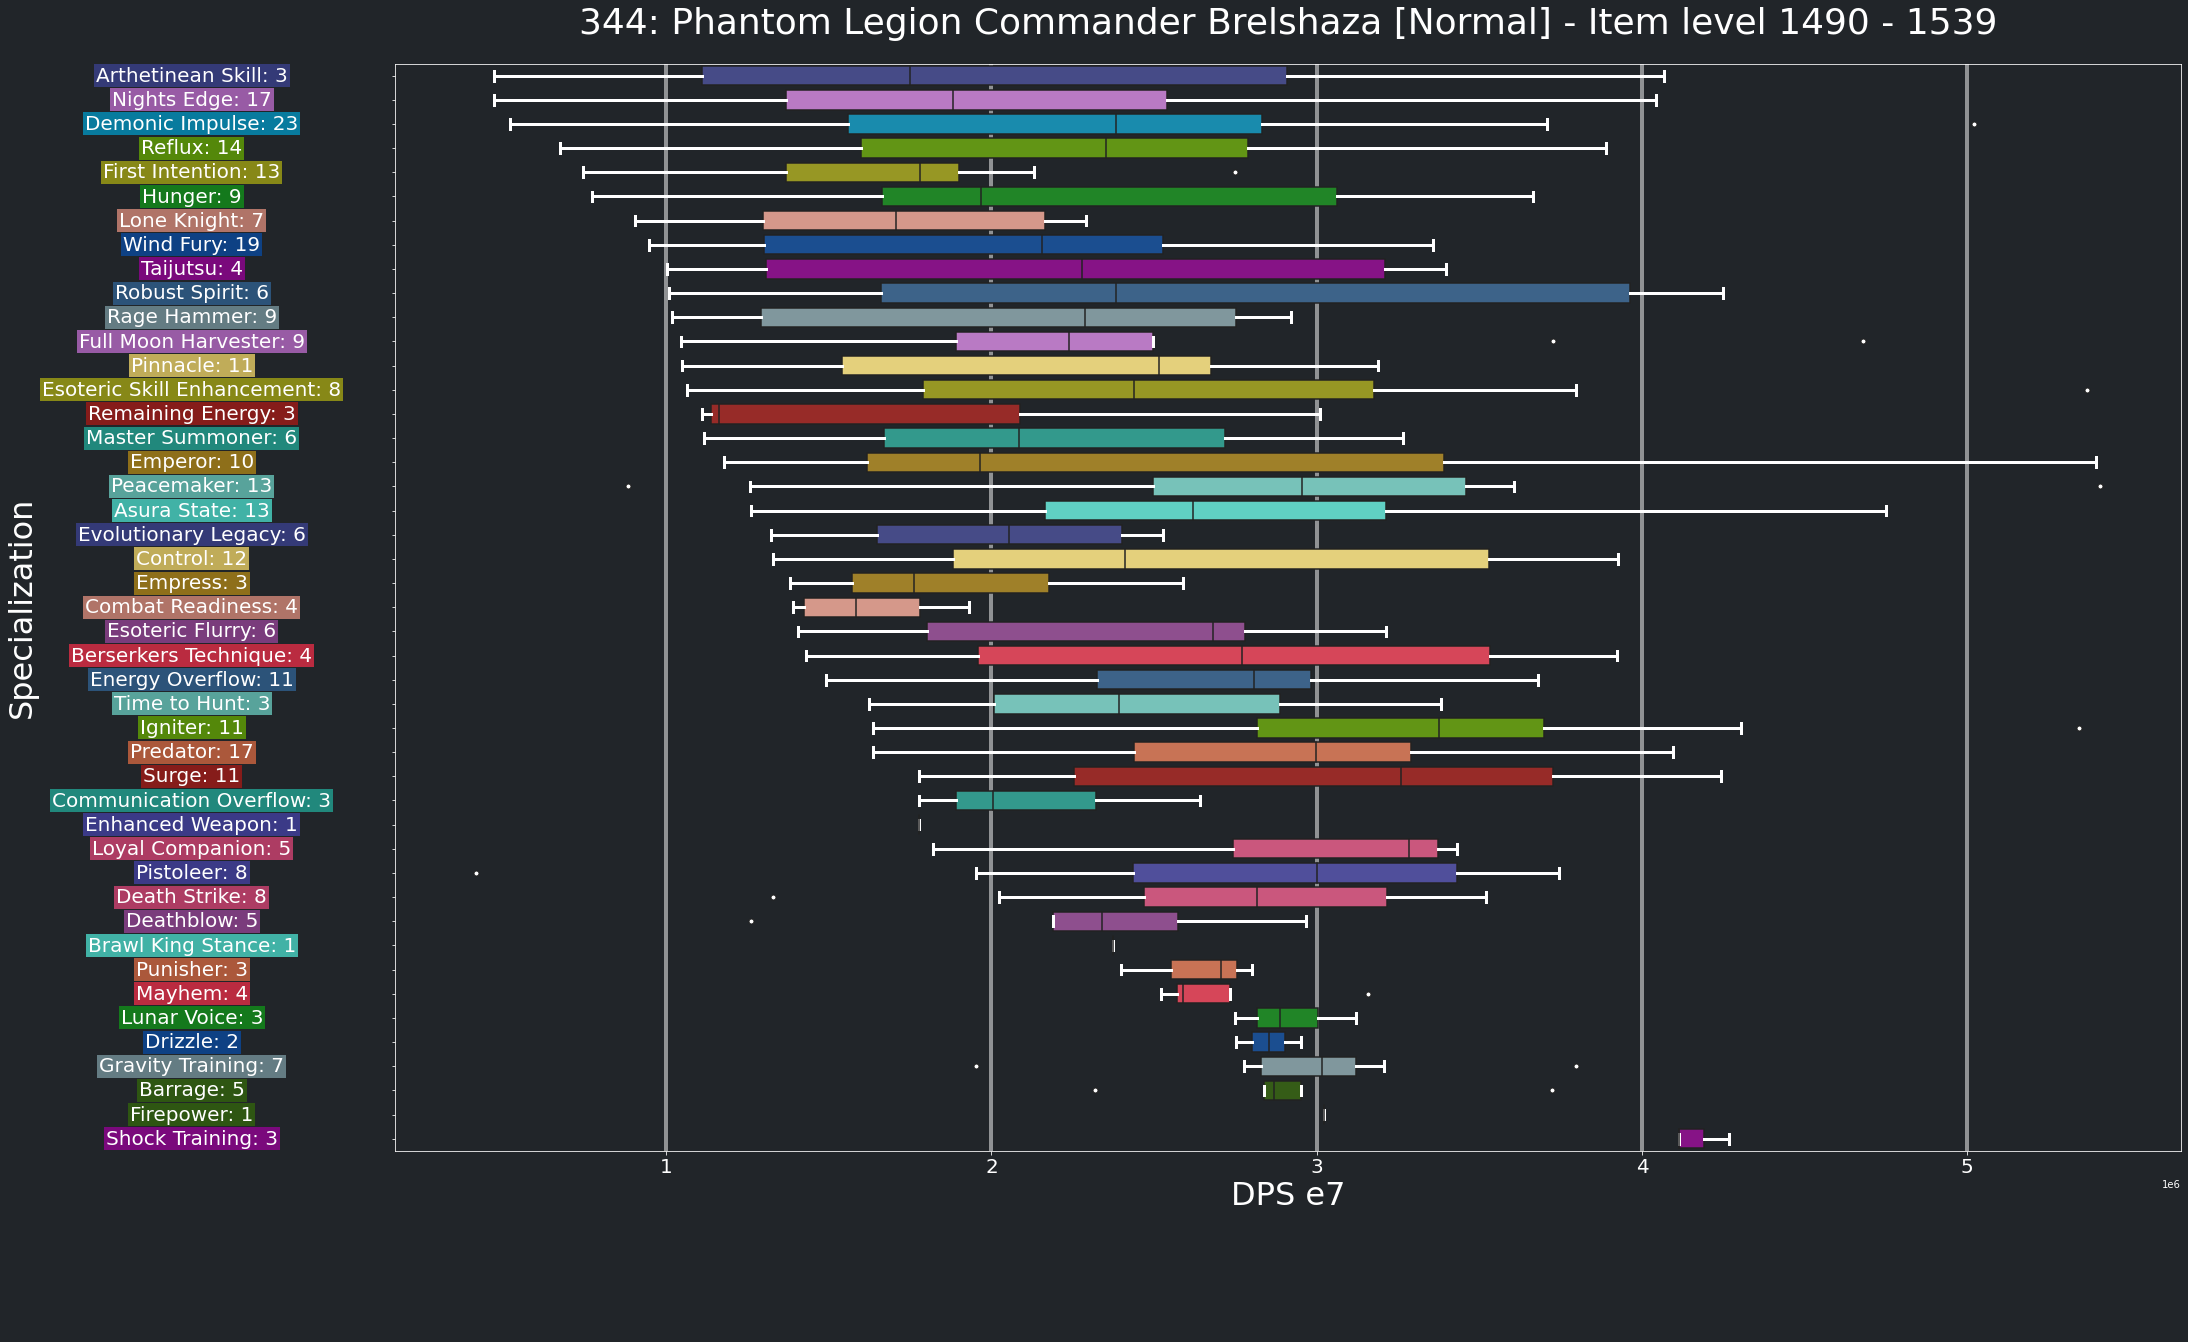 344: Phantom Legion Commander Brelshaza [Normal] - Item level 1490 - 1539
Arthetinean Skill: 3
Nights Edge: 17
Demonic Impulse: 23
Reflux: 14
First Intention: 13
Hunger: 9
Lone Knight: 7
Wind Fury: 19
Taijutsu: 4
Robust Spirit: 6
Rage Hammer: 9
Full Moon Harvester: 9
Pinnacle: 11
Esoteric Skill Enhancement: 8
Remaining Energy: 3
Master Summoner: 6
Emperor: 10
Peacemaker: 13
Asura State: 13
Evolutionary Legacy: 6
Control: 12
Empress: 3
Combat Readiness: 4
Esoteric Flurry: 6
Berserkers Technique: 4
Energy Overflow: 11
Time to Hunt: 3
Igniter: 11
Predator: 17
Surge: 11
Communication Overflow: 3
Enhanced Weapon: 1
Loyal Companion: 5
Pistoleer: 8
Death Strike: 8
Deathblow: 5
Brawl King Stance: 1
Punisher: 3
Mayhem: 4
Lunar Voice: 3
Drizzle: 2
Gravity Training: 7
Barrage: 5
Firepower: 1
Shock Training: 3
Specialization
1 2 3 4 5
DPS e7
1e6